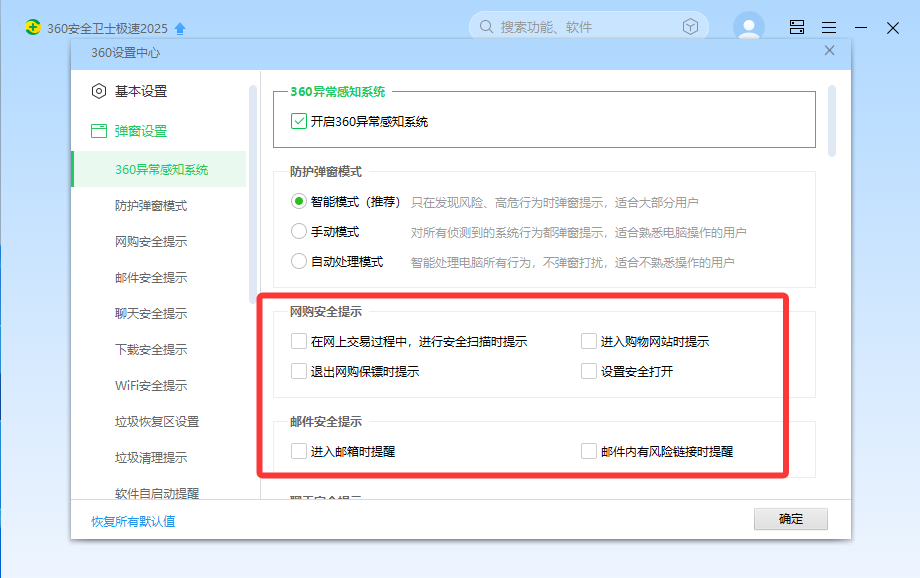 360安全卫士极速2025
搜索功能、软件
360设置中心
基本设置
弹窗设置
360异常感知系统
防护弹窗模式
网购安全提示
邮件安全提示
聊天安全提示
下载安全提示
WiFi安全提示
垃圾恢复区设置
垃圾清理提示
软件自启动提醒
360异常感知系统
开启360异常感知系统
防护弹窗模式
智能模式（推荐） 只在发现风险、高危行为时弹窗提示，适合大部分用户
手动模式 对所有侦测到的系统行为都弹窗提示，适合熟悉电脑操作的用户
自动处理模式 智能处理电脑所有行为，不弹窗打扰，适合不熟悉操作的用户
网购安全提示
在网上交易过程中，进行安全扫描时提示 进入购物网站时提示
退出网购保镖时提示 设置安全打开
邮件安全提示
进入邮箱时提醒 邮件内有风险链接时提醒
聊天安全提示
恢复所有默认值
确定